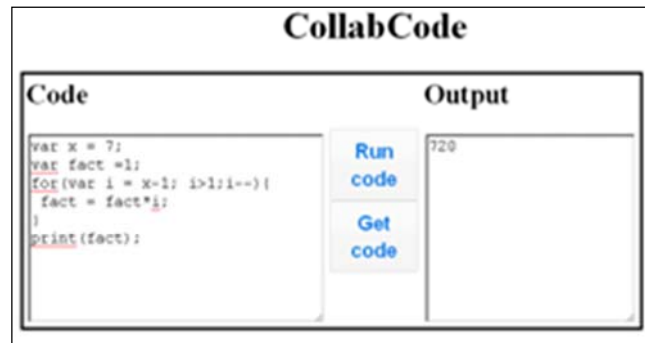 CollabCode
Code
Output
var x = 7;
var fact =1;
for(var i = x-1; i>1;i--){
fact = fact*i;
}
print(fact);
Run
code
Get
code
720